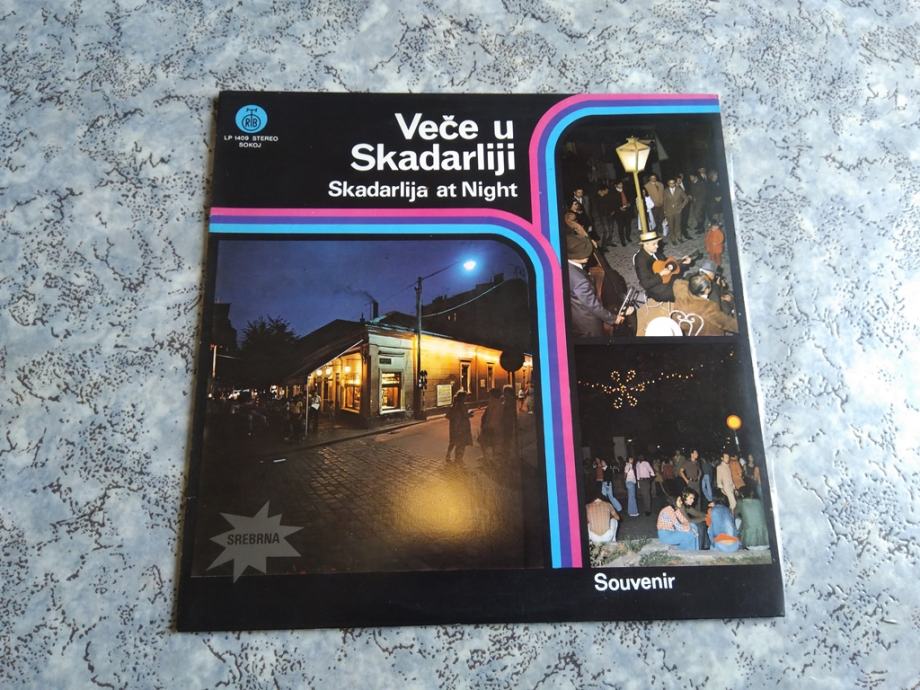 RTB
LP 1409 STEREO
SOKOJ
Veče u
Skadarliji
Skadarlija at Night
SREBRNA
Souvenir